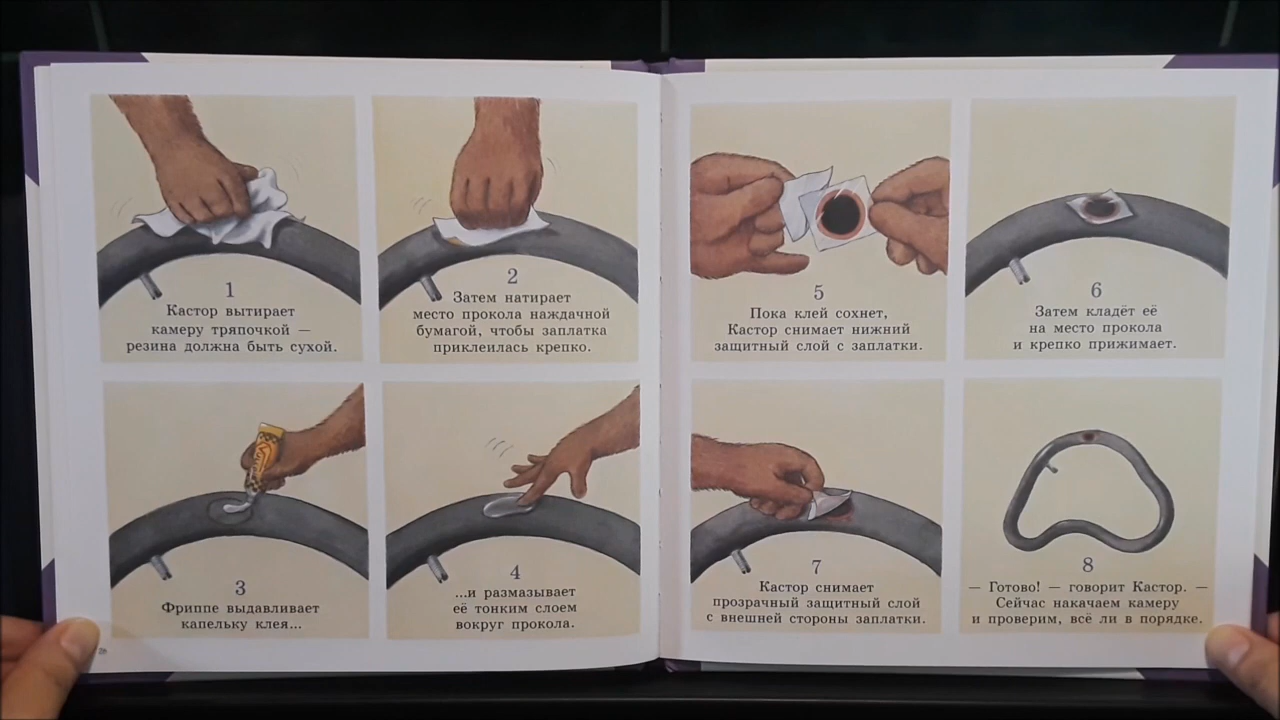 1
Кастор вытирает
камеру тряпочкой —
резина должна быть сухой.
2
Затем натирает
место прокола наждачной
бумагой, чтобы заплатка
приклеилась крепко.
3
Фриппе выдавливает
капельку клея...
4
...и размазывает
её тонким слоем
вокруг прокола.
5
Пока клей сохнет,
Кастор снимает нижний
защитный слой с заплатки.
6
Затем кладёт её
на место прокола
и крепко прижимает.
7
Кастор снимает
прозрачный защитный слой
с внешней стороны заплатки.
8
— Готово! — говорит Кастор. —
Сейчас накачаем камеру
и проверим, всё ли в порядке.
26